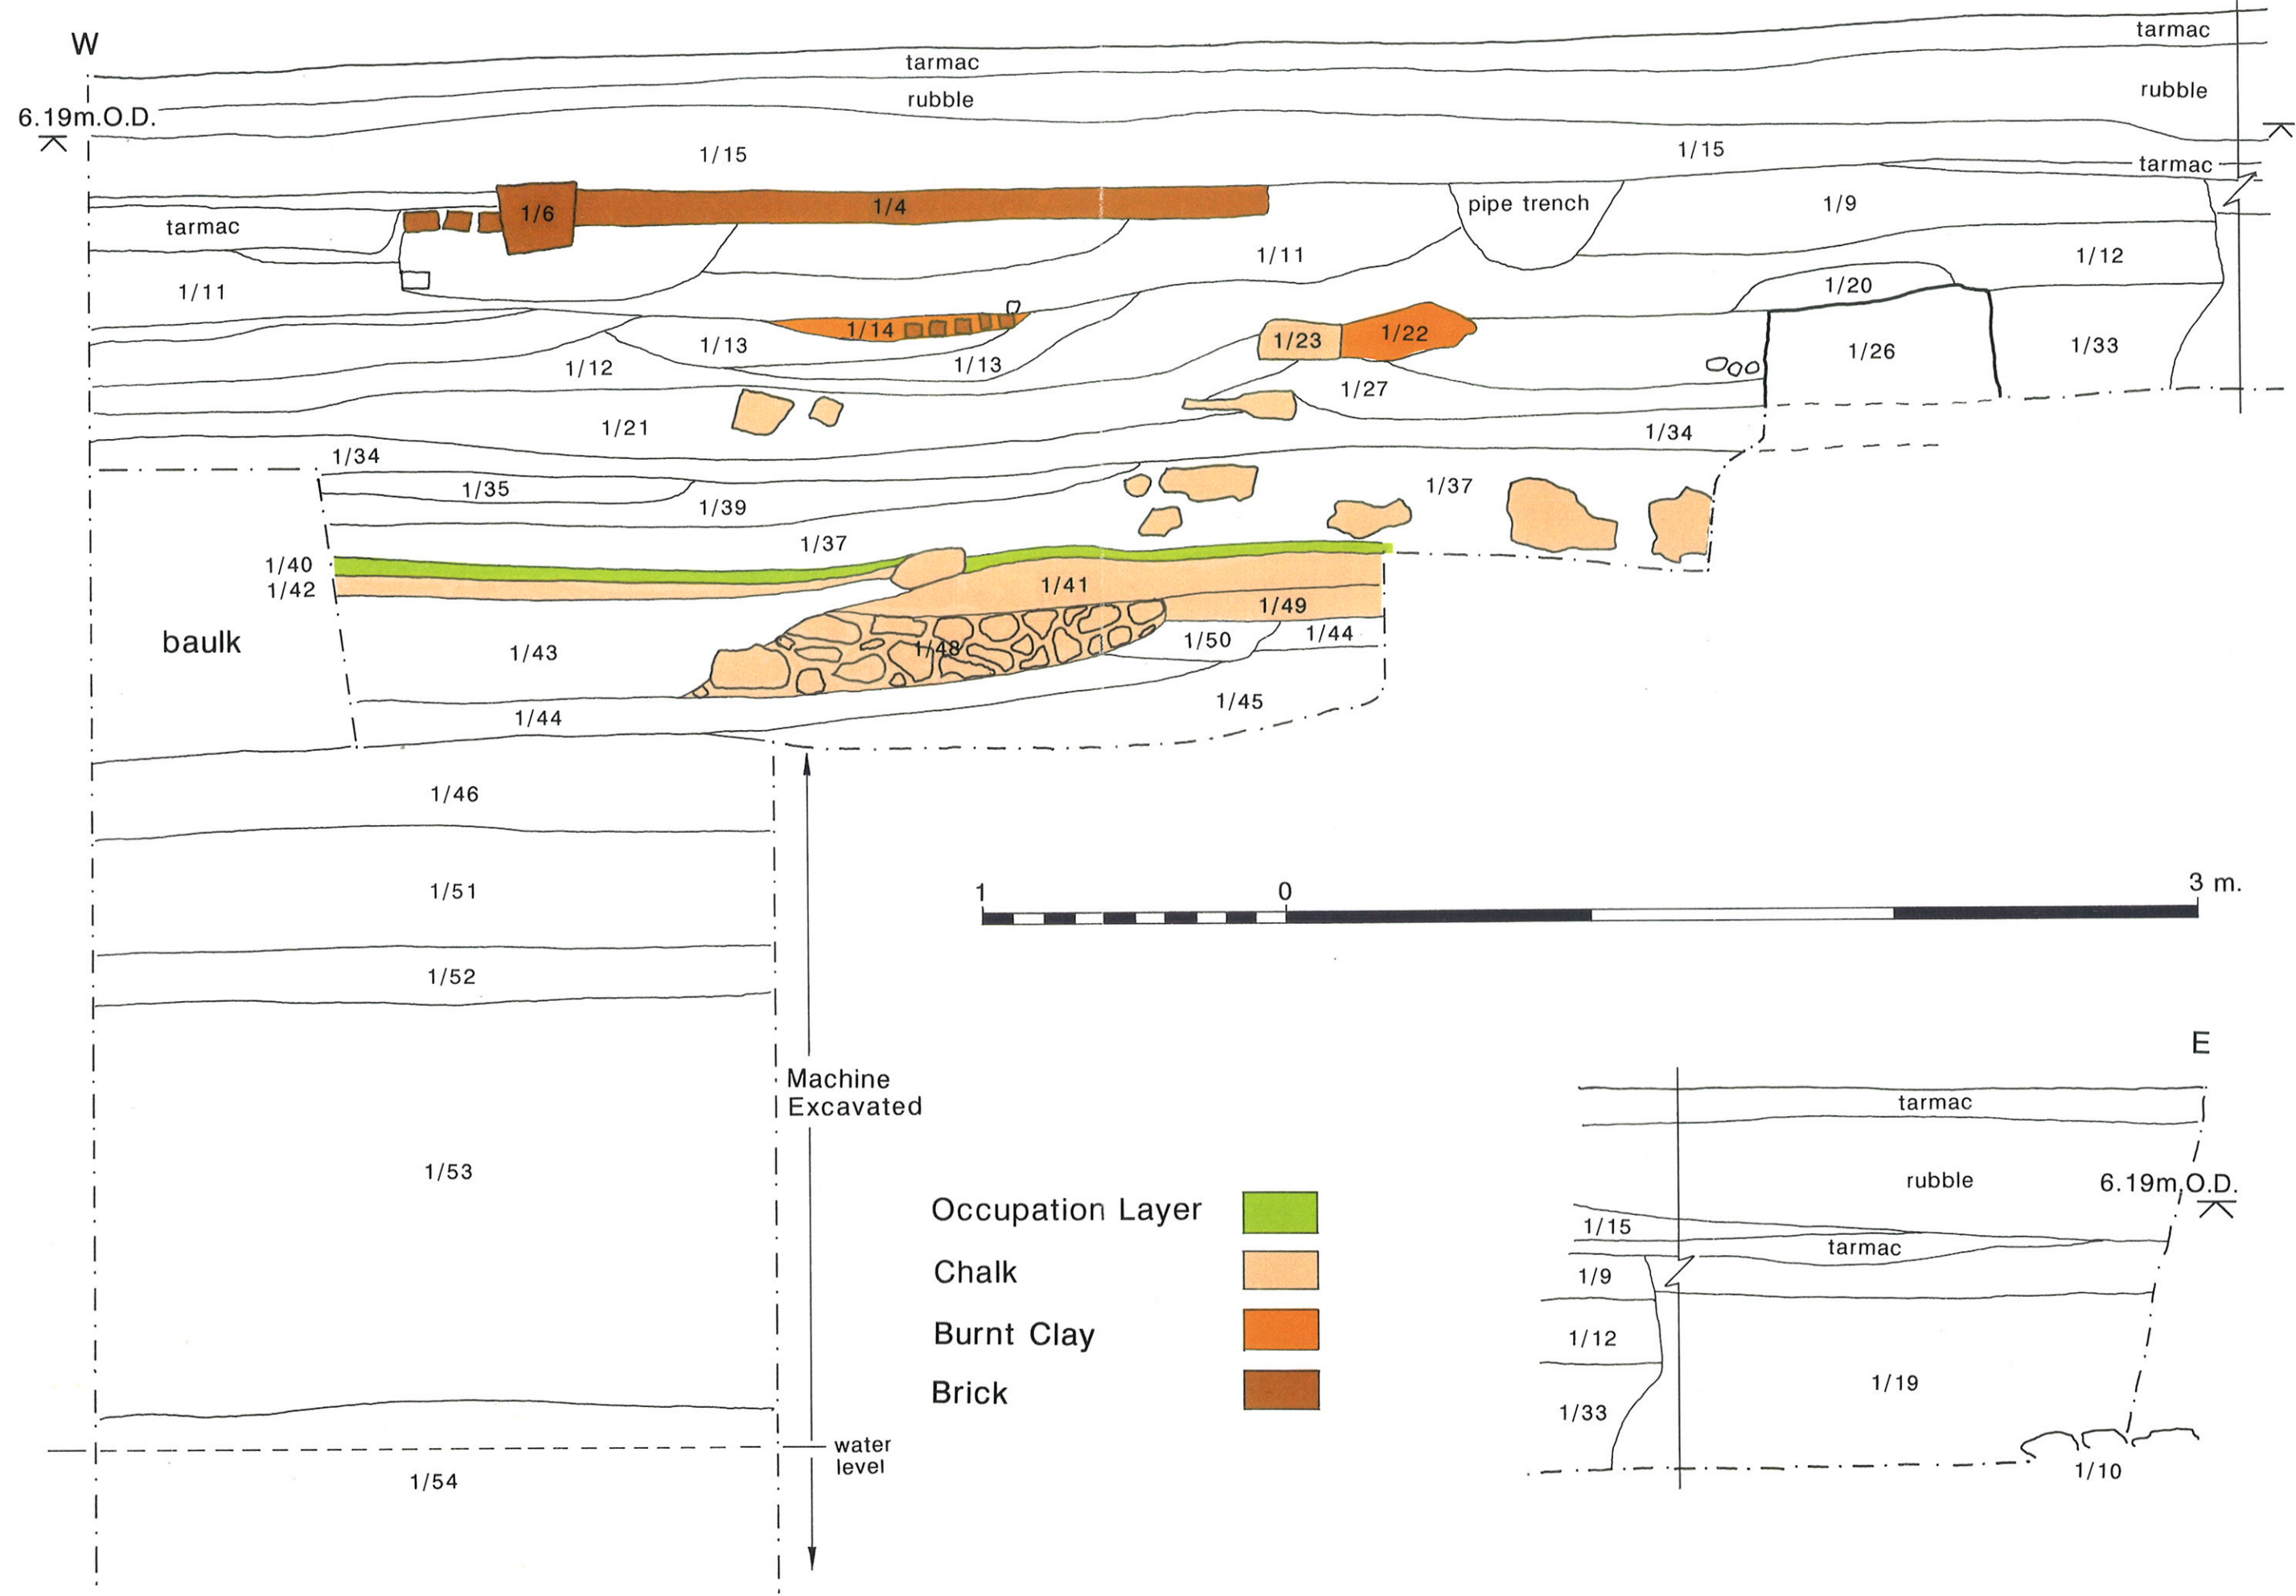 W
tarmac
tarmac
6.19m.O.D.
rubble
rubble
1/15
1/15
tarmac
tarmac
1/6
1/4
pipe trench
1/9
1/11
1/11
1/12
1/20
1/14
1/13
1/13
1/12
1/23
1/22
1/26
1/33
1/27
1/21
1/34
1/34
1/35
1/39
1/37
1/37
1/40
1/42
1/41
1/49
baulk
1/43
1/48
1/50
1/44
1/44
1/45
1/46
1/51
1 0 3 m.
1/52
Machine
Excavated
1/53
water
level
1/54
Occupation Layer
Chalk
Burnt Clay
Brick
E
tarmac
rubble
6.19m.O.D.
1/15
tarmac
1/9
1/12
1/19
1/33
1/10